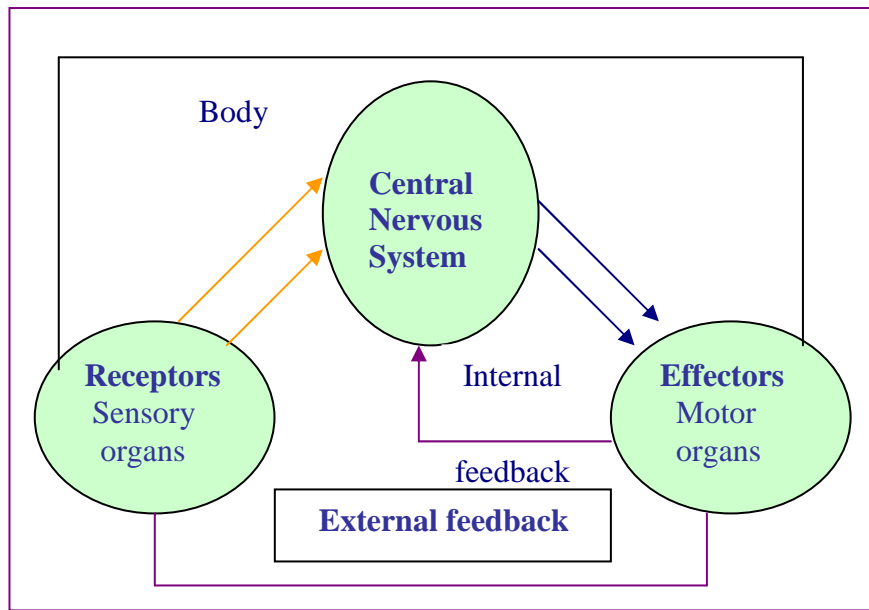 Body
Central
Nervous
System
Receptors
Sensory
organs
Internal
feedback
Effectors
Motor
organs
External feedback